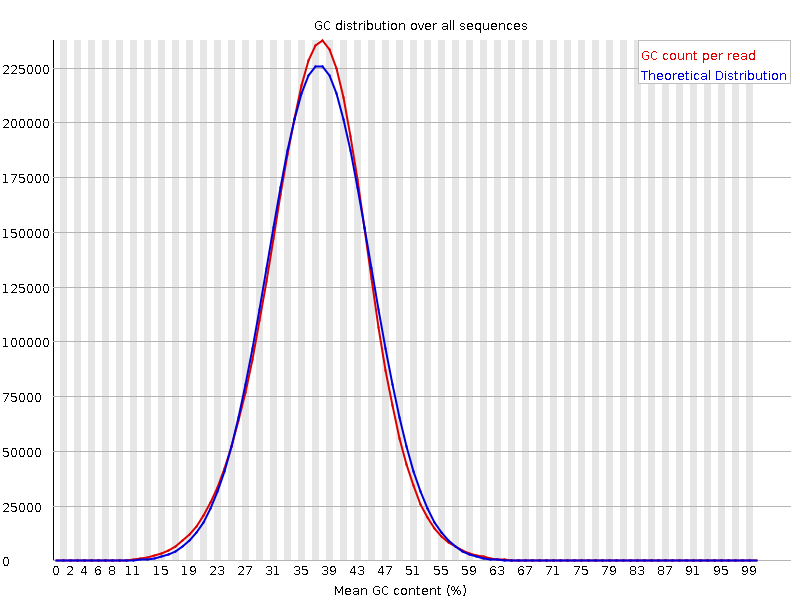 GC distribution over all sequences
GC count per read
Theoretical Distribution
225000
200000
175000
150000
125000
100000
75000
50000
25000
0
0 2 4 6 8 11 15 19 23 27 31 35 39 43 47 51 55 59 63 67 71 75 79 83 87 91 95 99
Mean GC content (%)